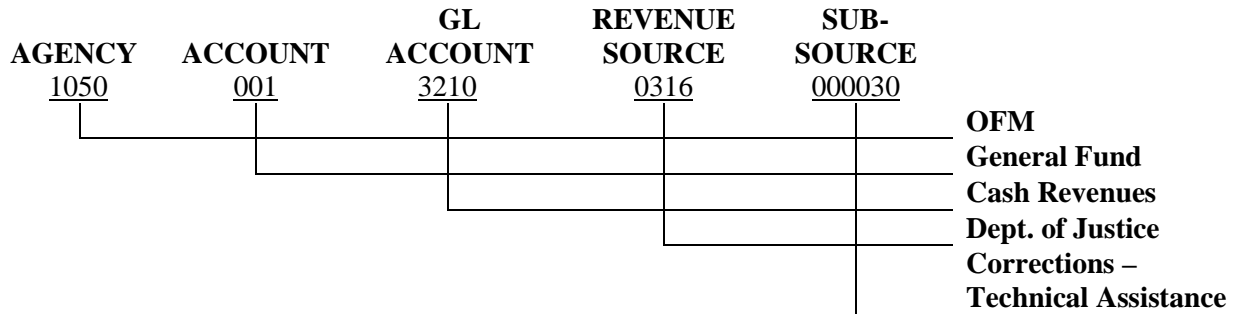 GL REVENUE SUB-
AGENCY ACCOUNT ACCOUNT SOURCE SOURCE
1050 001 3210 0316 000030
OFM
General Fund
Cash Revenues
Dept. of Justice
Corrections –
Technical Assistance